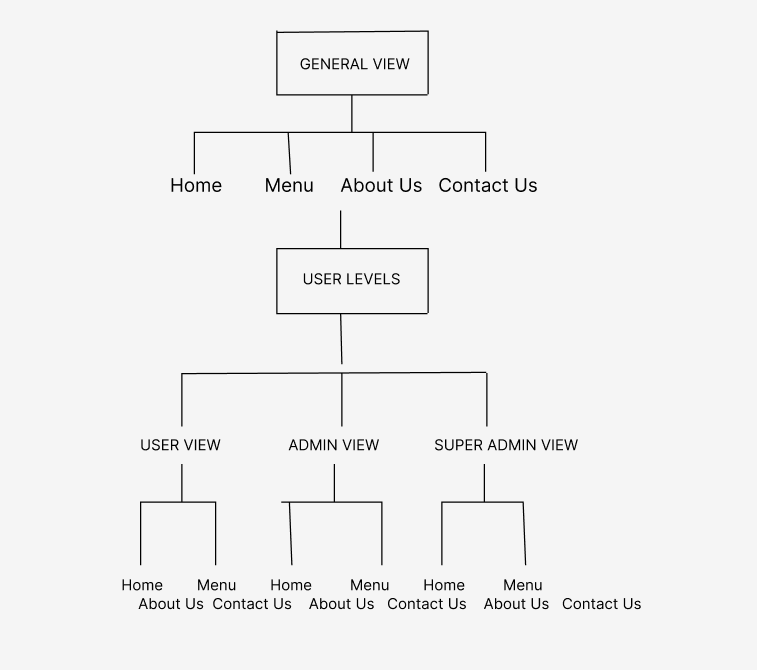 GENERAL VIEW
Home Menu About Us Contact Us
USER LEVELS
USER VIEW ADMIN VIEW SUPER ADMIN VIEW
Home Menu Home Menu Home Menu
About Us Contact Us About Us Contact Us About Us Contact Us